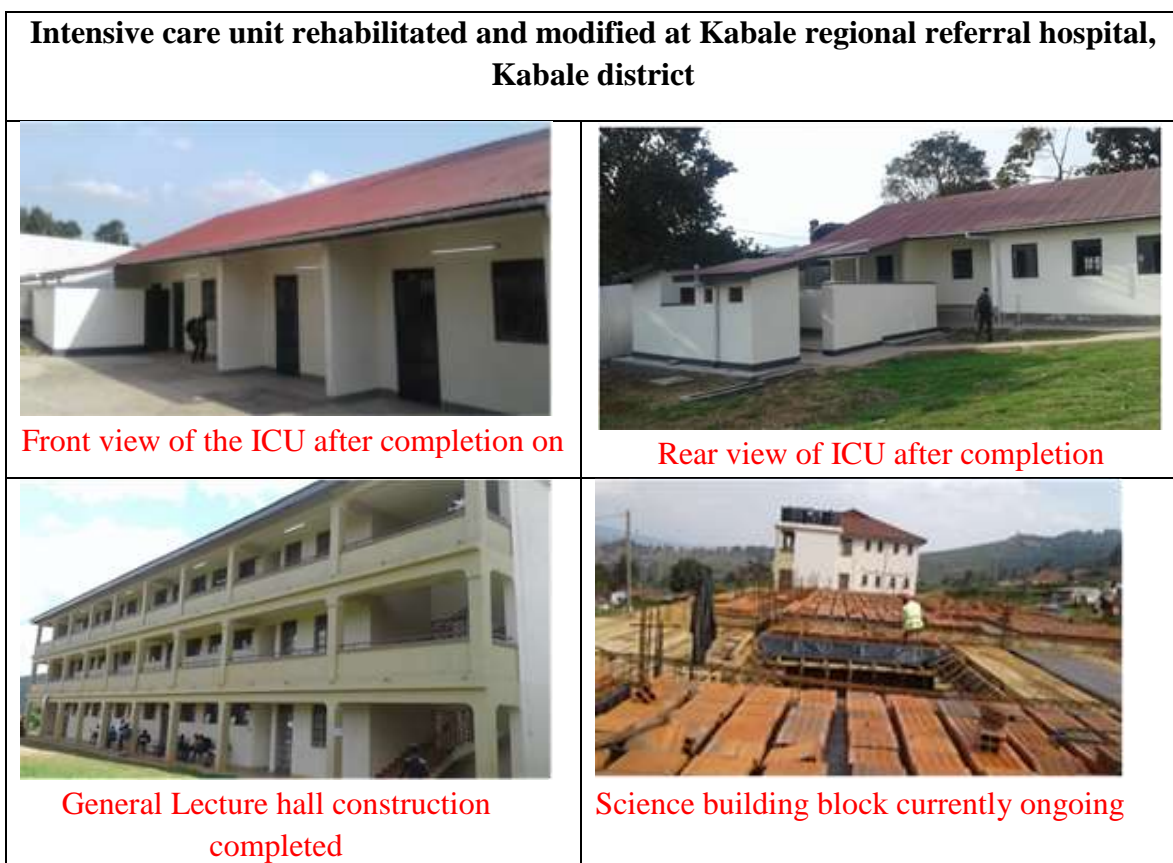 Intensive care unit rehabilitated and modified at Kabale regional referral hospital,
Kabale district
Front view of the ICU after completion on
Rear view of ICU after completion
General Lecture hall construction
completed
Science building block currently ongoing